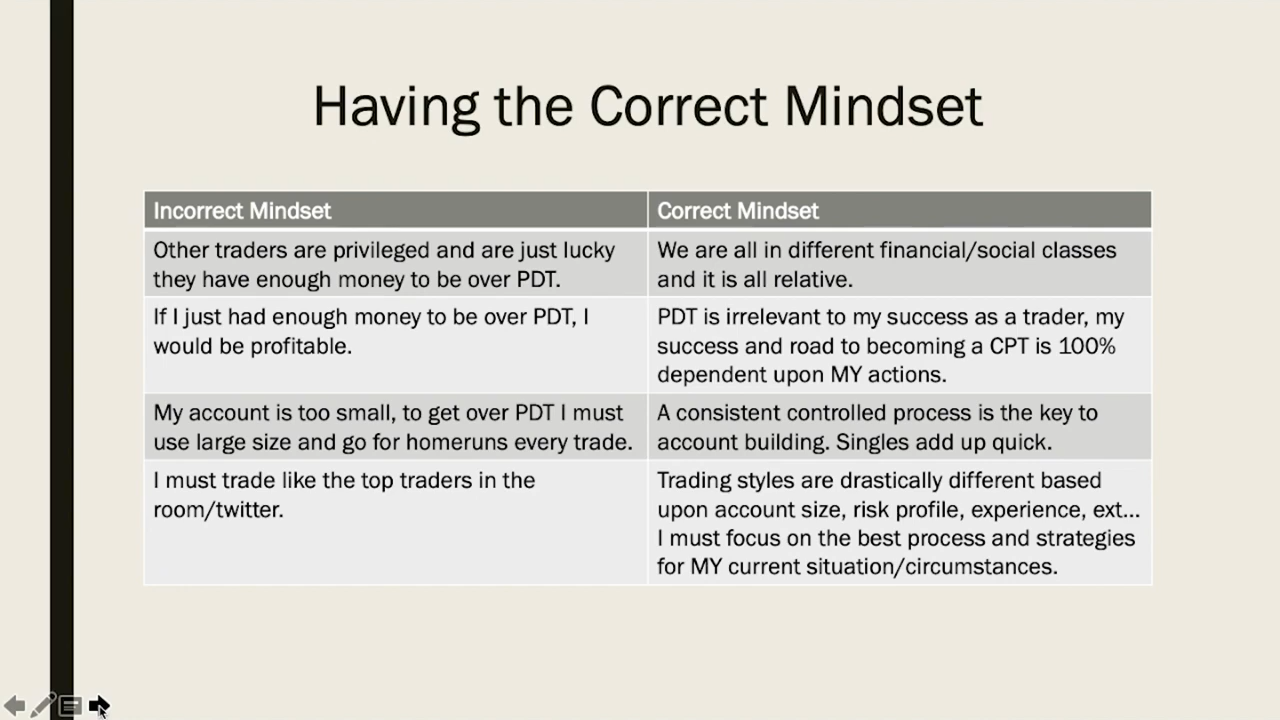 Having the Correct Mindset
Incorrect Mindset
Correct Mindset
Other traders are privileged and are just lucky
they have enough money to be over PDT.
We are all in different financial/social classes
and it is all relative.
If I just had enough money to be over PDT, I
would be profitable.
PDT is irrelevant to my success as a trader, my
success and road to becoming a CPT is 100%
dependent upon MY actions.
My account is too small, to get over PDT I must
use large size and go for homeruns every trade.
A consistent controlled process is the key to
account building. Singles add up quick.
I must trade like the top traders in the
room/twitter.
Trading styles are drastically different based
upon account size, risk profile, experience, ext...
I must focus on the best process and strategies
for MY current situation/circumstances.